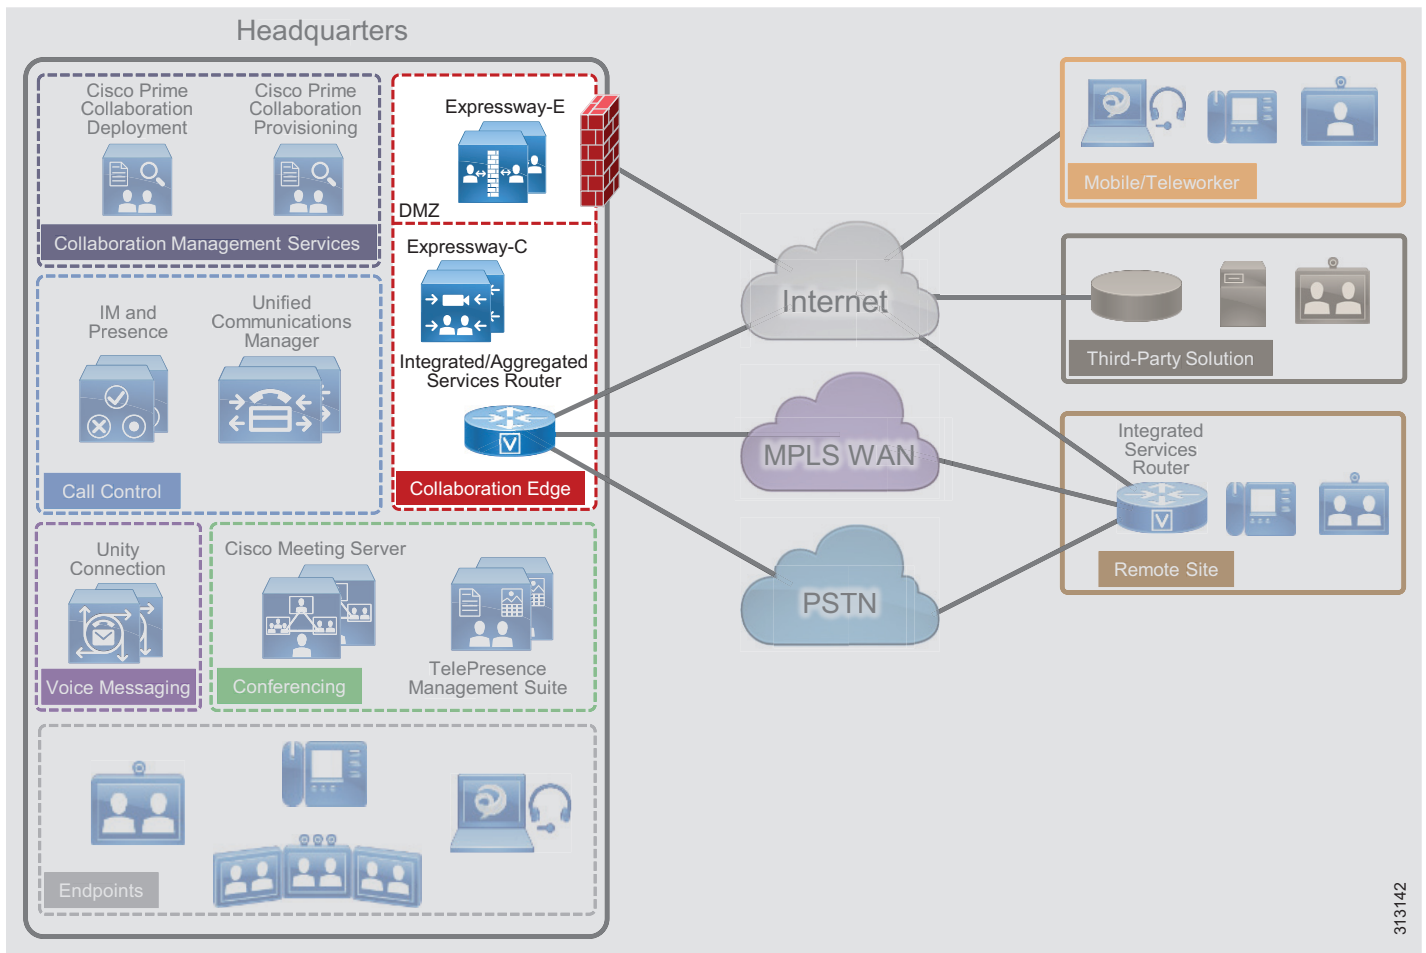 Headquarters
Cisco Prime
Collaboration
Deployment
Cisco Prime
Collaboration
Provisioning
Collaboration Management Services
Expressway-E
DMZ
Expressway-C
Integrated/Aggregated
Services Router
V
Collaboration Edge
IM and
Presence
Unified
Communications
Manager
Call Control
Unity
Connection
Voice Messaging
Cisco Meeting Server
TelePresence
Management Suite
Conferencing
Endpoints
Internet
MPLS WAN
PSTN
Mobile/Teleworker
Third-Party Solution
Integrated
Services
Router
V
Remote Site
313142